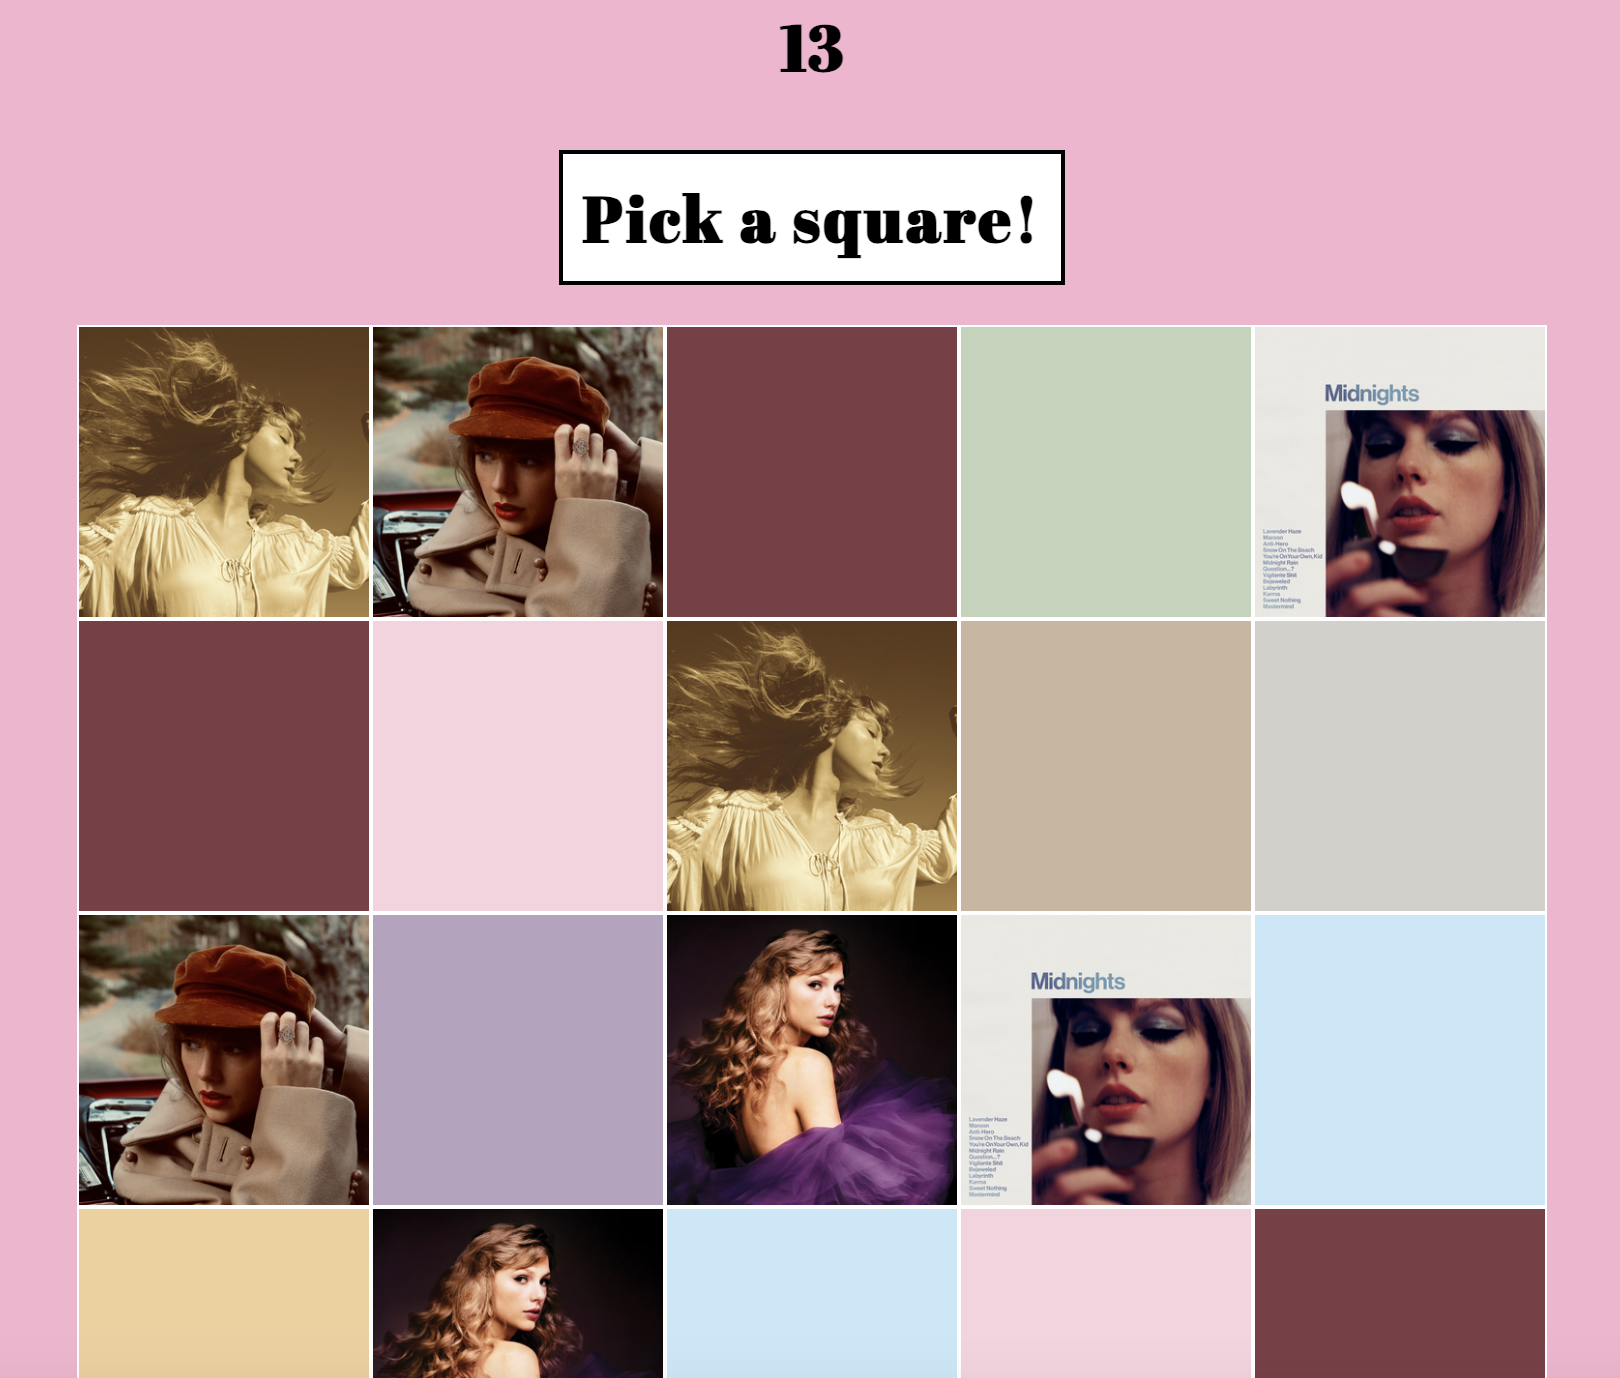 13
Pick a square!
Midnights
Lavender Haze
Maroon
Anti-Hero
Snow On The Beach
You're On Your Own, Kid
Midnight Rain
Question...?
Vigilante Shit
Bejeweled
Labyrinth
Karma
Sweet Nothing
Mastermind
Midnights
Lavender Haze
Maroon
Anti-Hero
Snow On The Beach
You're On Your Own, Kid
Midnight Rain
Question...?
Vigilante Shit
Bejeweled
Labyrinth
Karma
Sweet Nothing
Mastermind